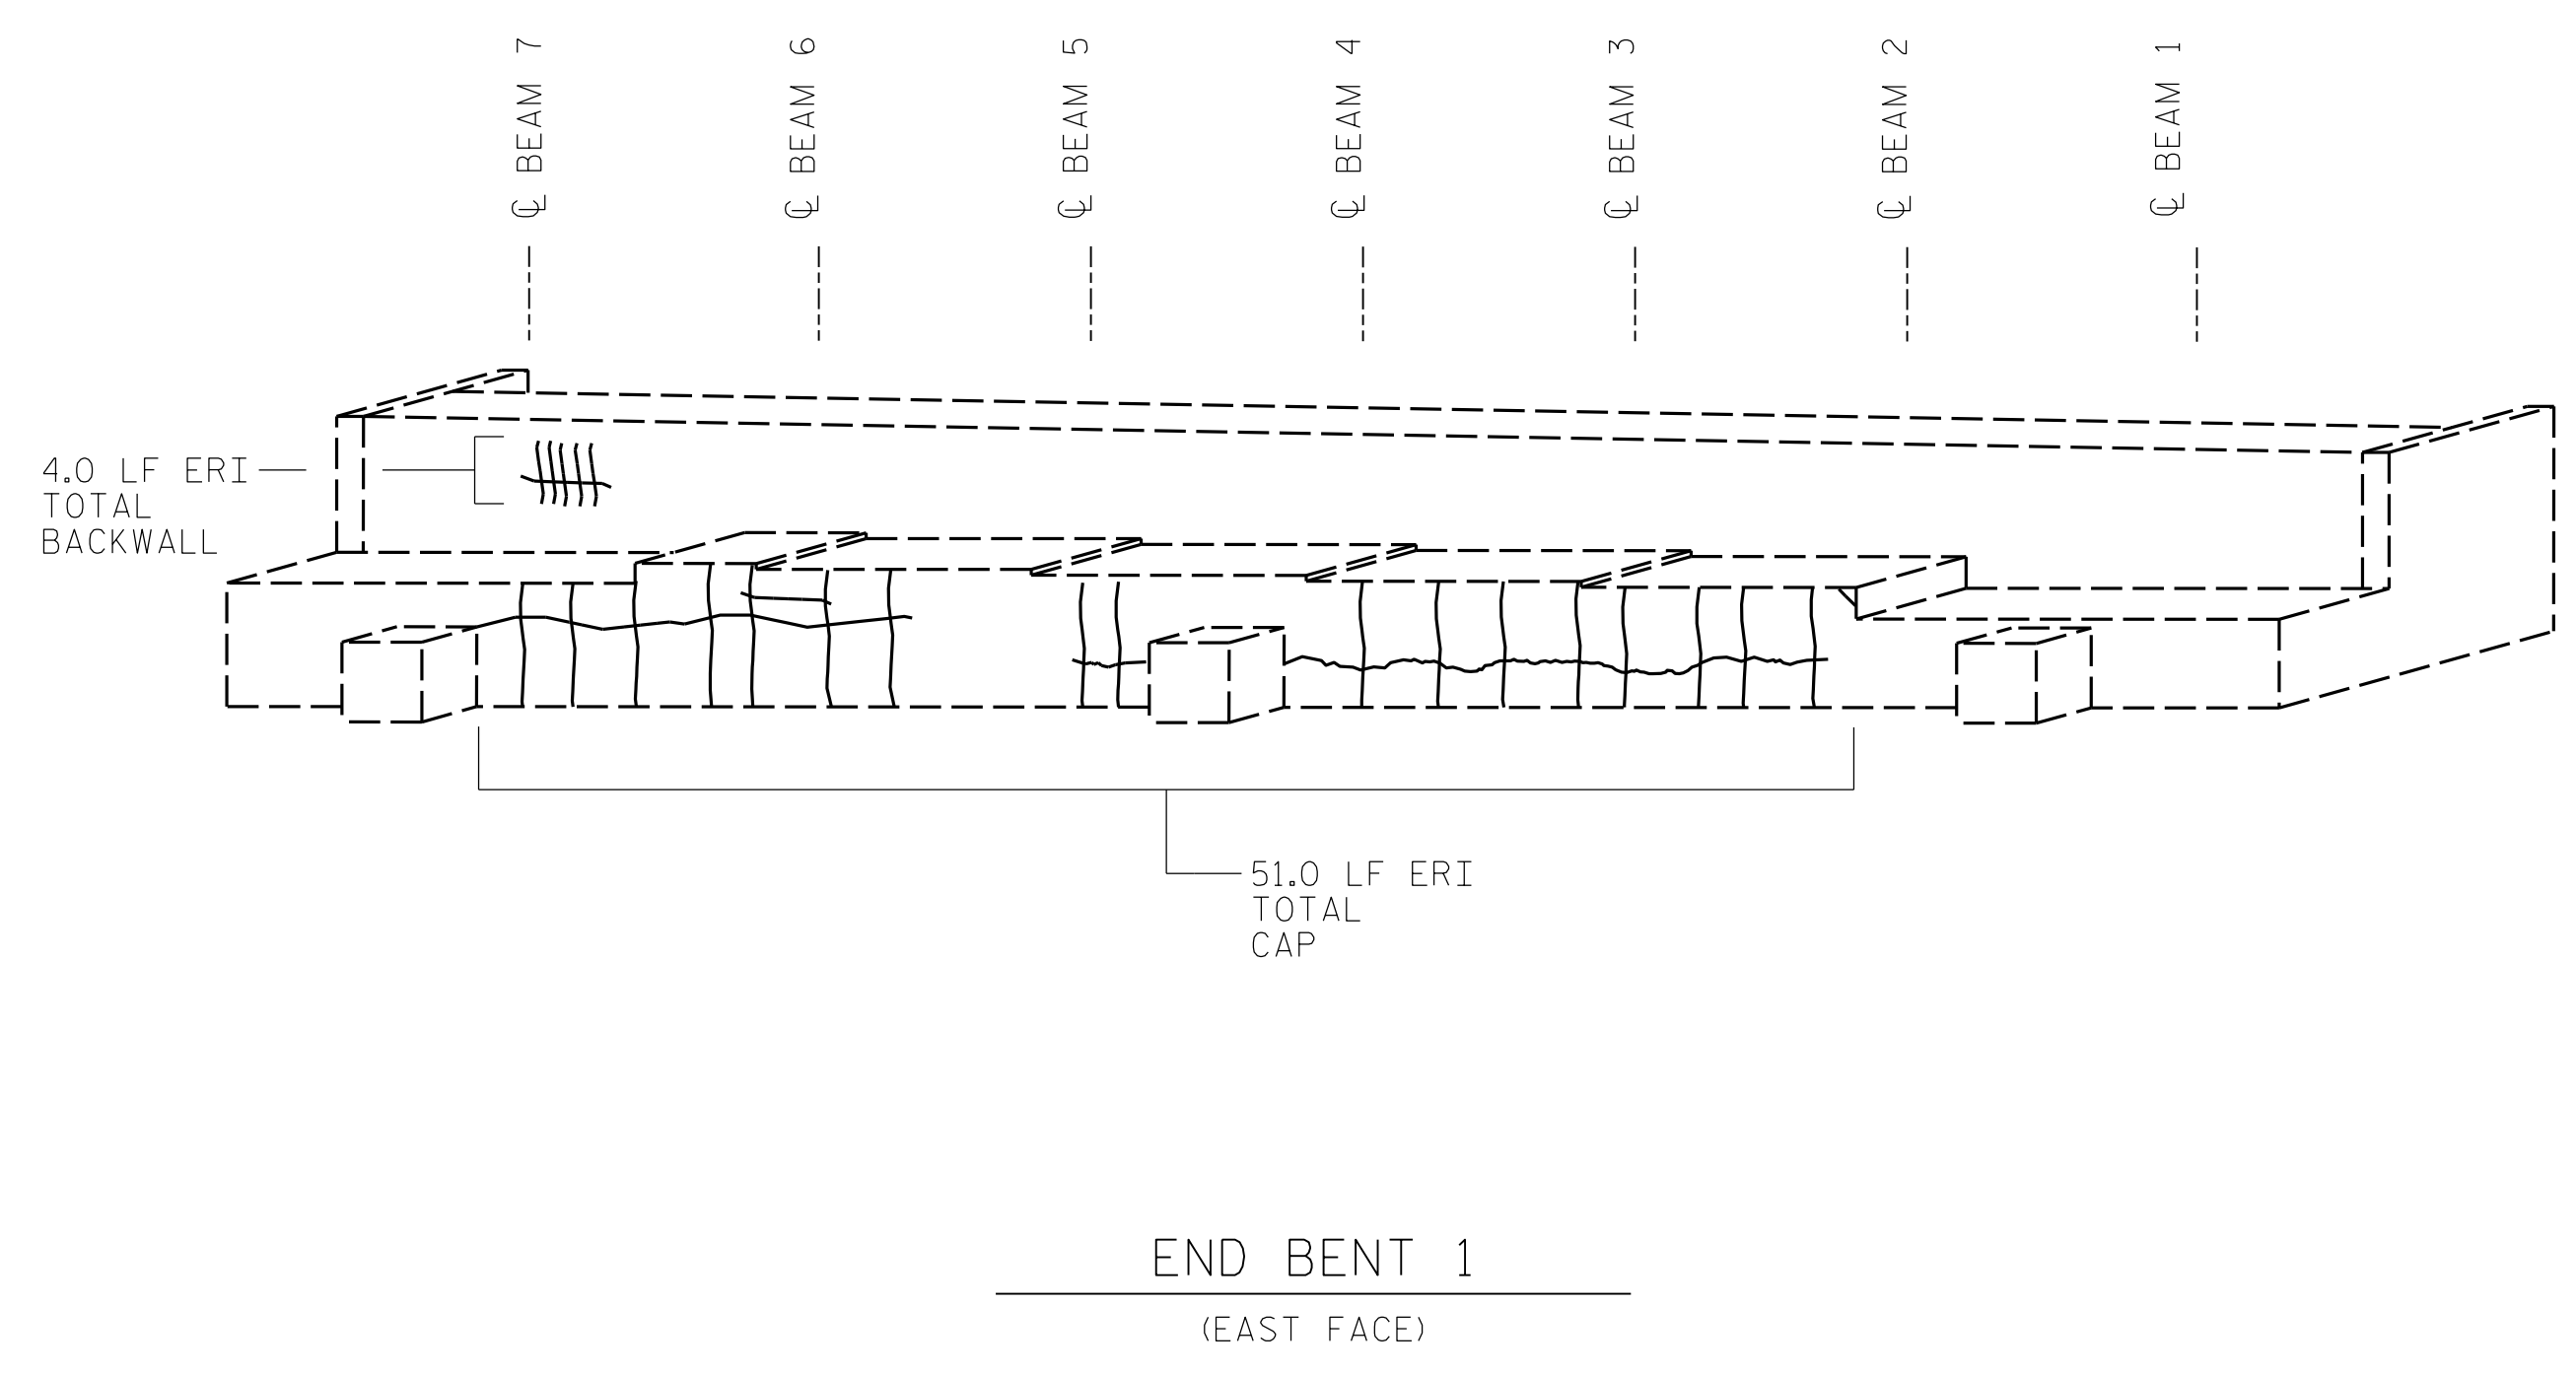 ℄ BEAM 7
℄ BEAM 6
℄ BEAM 5
℄ BEAM 4
℄ BEAM 3
℄ BEAM 2
℄ BEAM 1
4.0 LF ERI
TOTAL
BACKWALL
51.0 LF ERI
TOTAL
CAP
END BENT 1
(EAST FACE)